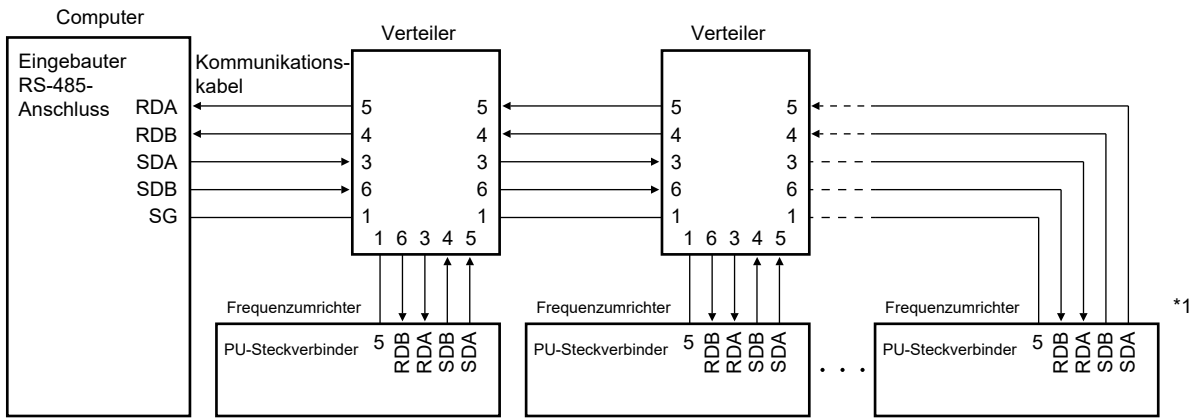 Computer
Verteiler
Verteiler
Eingebauter
RS-485-
Anschluss
Kommunikations-
kabel
RDA 5 5 5 5
RDB 4 4 4 4
SDA 3 3 3 3
SDB 6 6 6 6
SG 1 1 1 1
1 6 3 4 5
1 6 3 4 5
Frequenzumrichter
Frequenzumrichter
Frequenzumrichter
*1
PU-Steckverbinder 5 RDB RDA SDB SDA
PU-Steckverbinder 5 RDB RDA SDB SDA
. . .
PU-Steckverbinder 5 RDB RDA SDB SDA